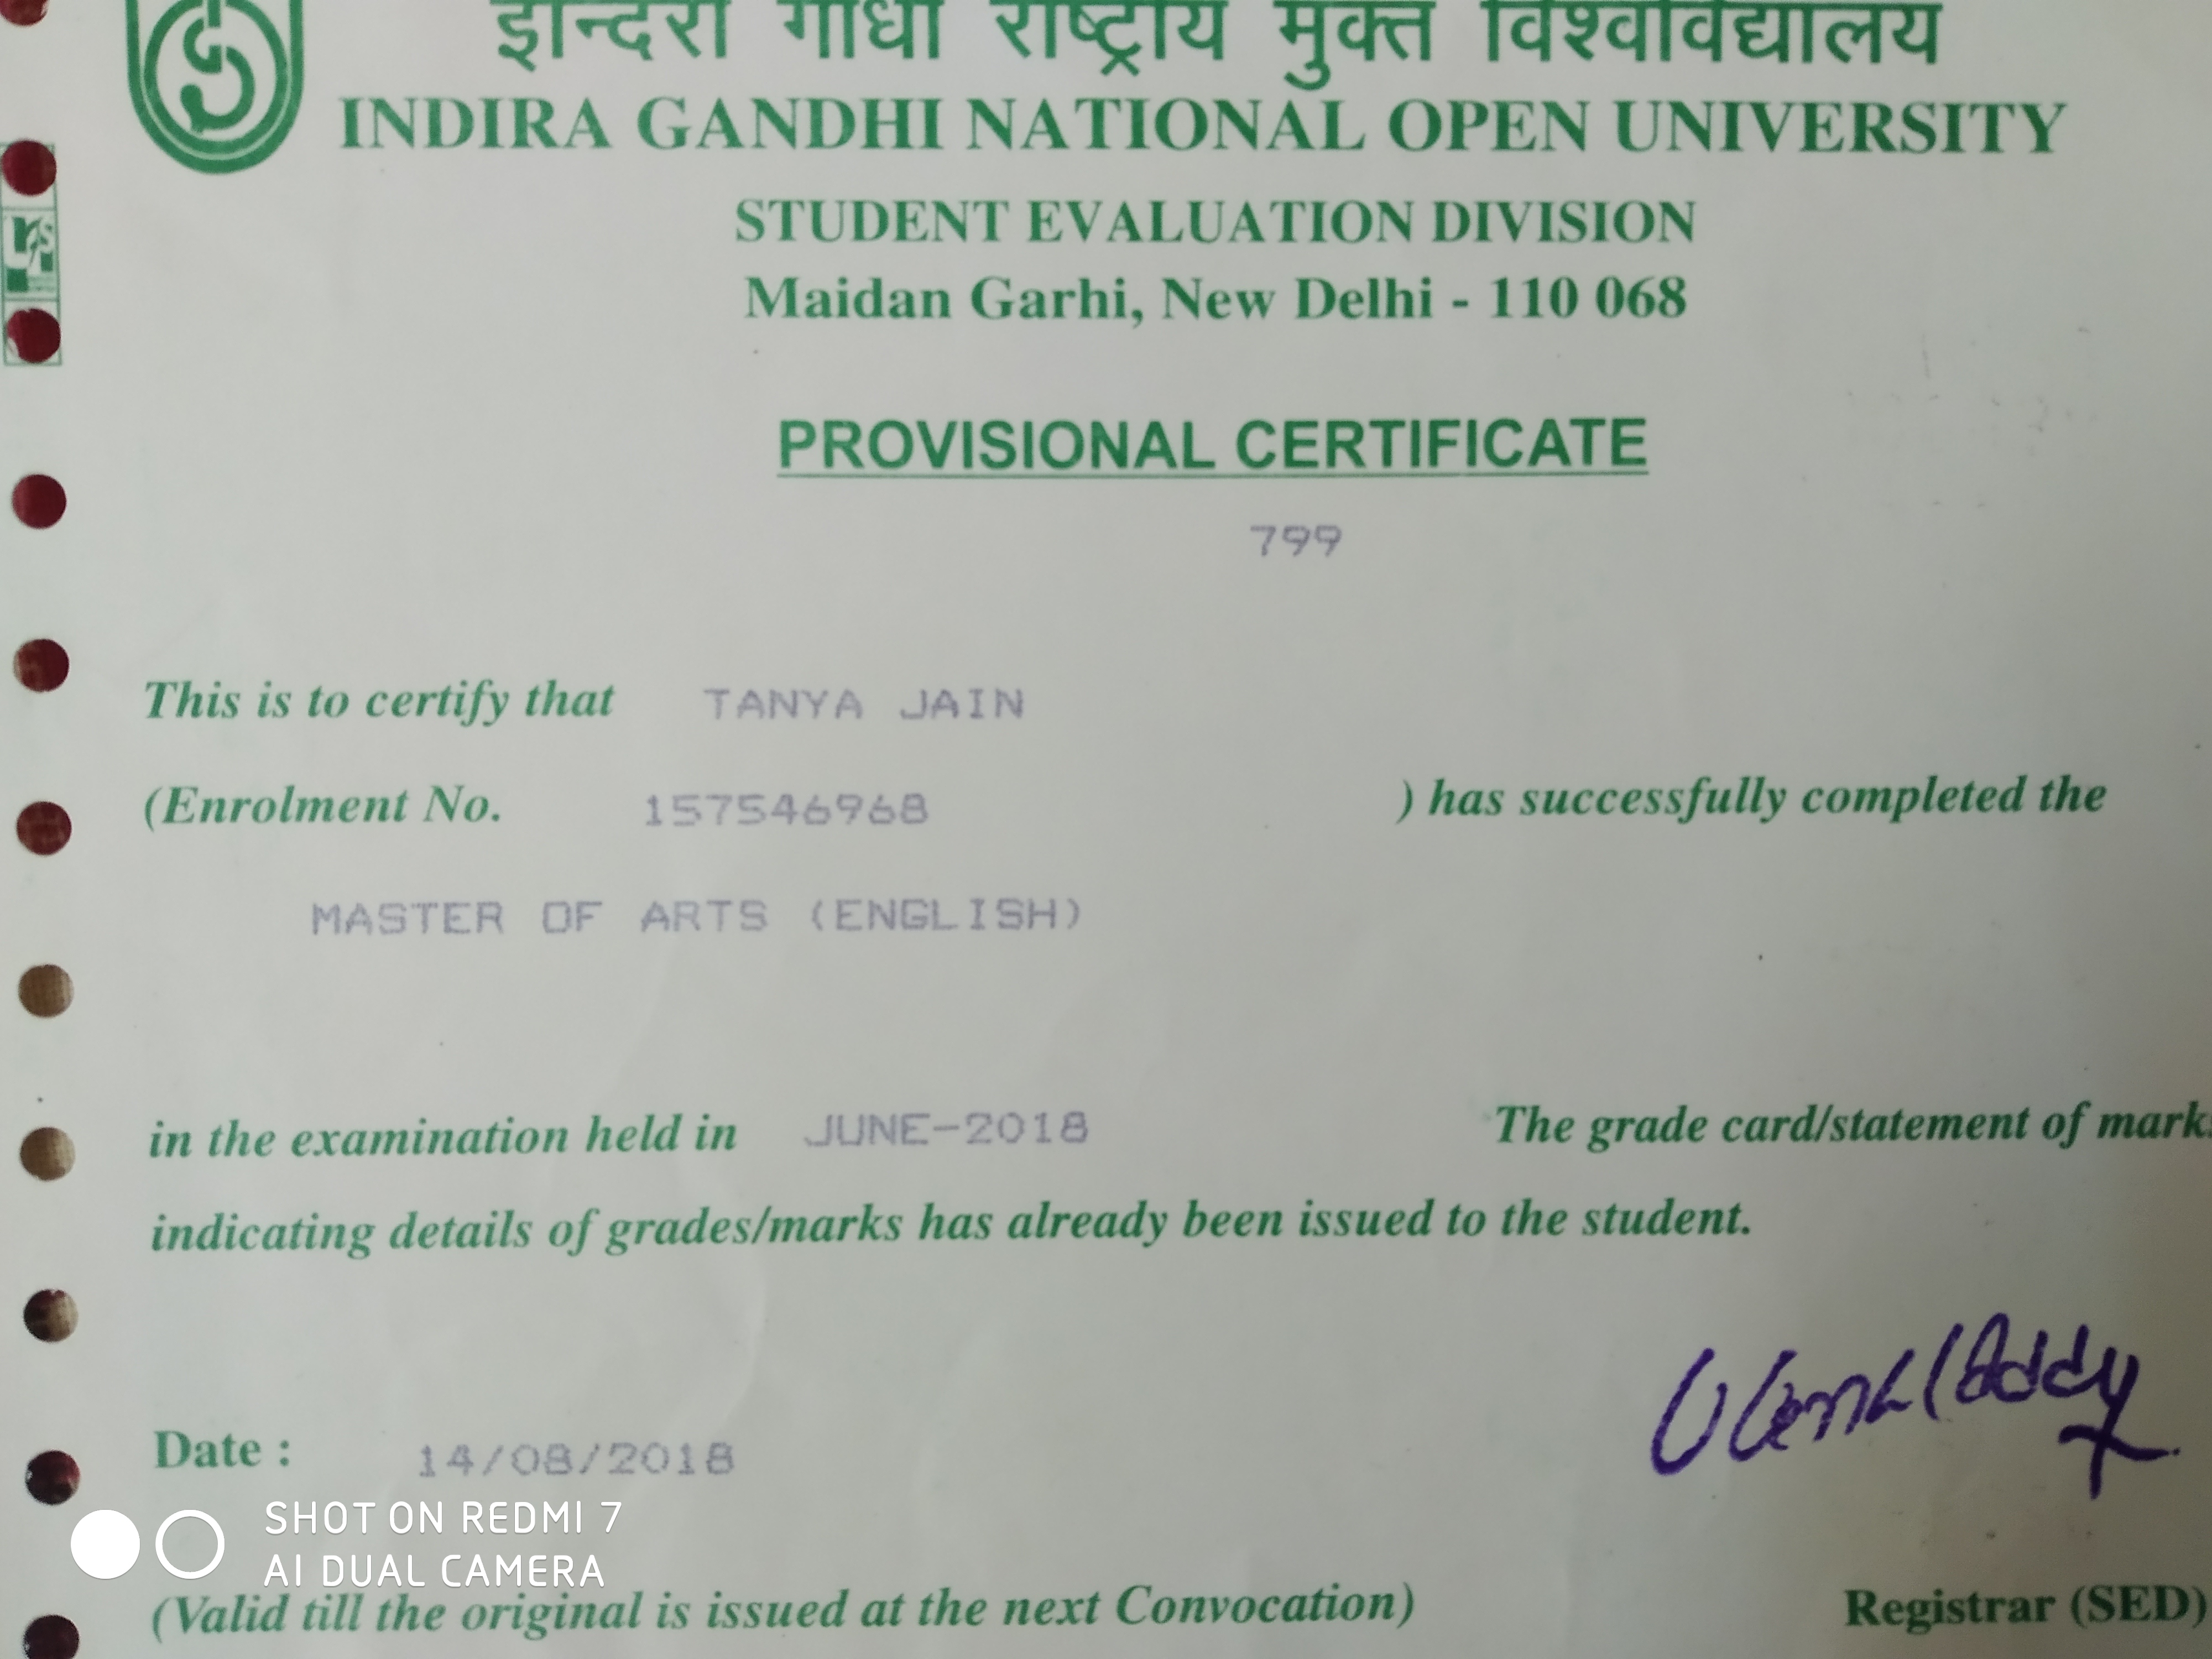 इन्दिरा गाँधी राष्ट्रीय मुक्त विश्वविद्यालय
INDIRA GANDHI NATIONAL OPEN UNIVERSITY
STUDENT EVALUATION DIVISION
Maidan Garhi, New Delhi - 110 068
PROVISIONAL CERTIFICATE
799
This is to certify that TANYA JAIN
(Enrolment No. 157546968 ) has successfully completed the
MASTER OF ARTS (ENGLISH)
in the examination held in JUNE-2018 The grade card/statement of marks
indicating details of grades/marks has already been issued to the student.
Date : 14/08/2018
SHOT ON REDMI 7
AI DUAL CAMERA
(Valid till the original is issued at the next Convocation) Registrar (SED)